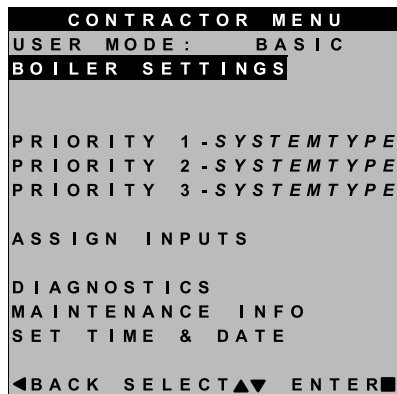 CONTRACTOR MENU
USER MODE: BASIC
BOILER SETTINGS
PRIORITY 1-SYSTEMTYPE
PRIORITY 2-SYSTEMTYPE
PRIORITY 3-SYSTEMTYPE
ASSIGN INPUTS
DIAGNOSTICS
MAINTENANCE INFO
SET TIME & DATE
◀BACK SELECT▲▼ ENTER■